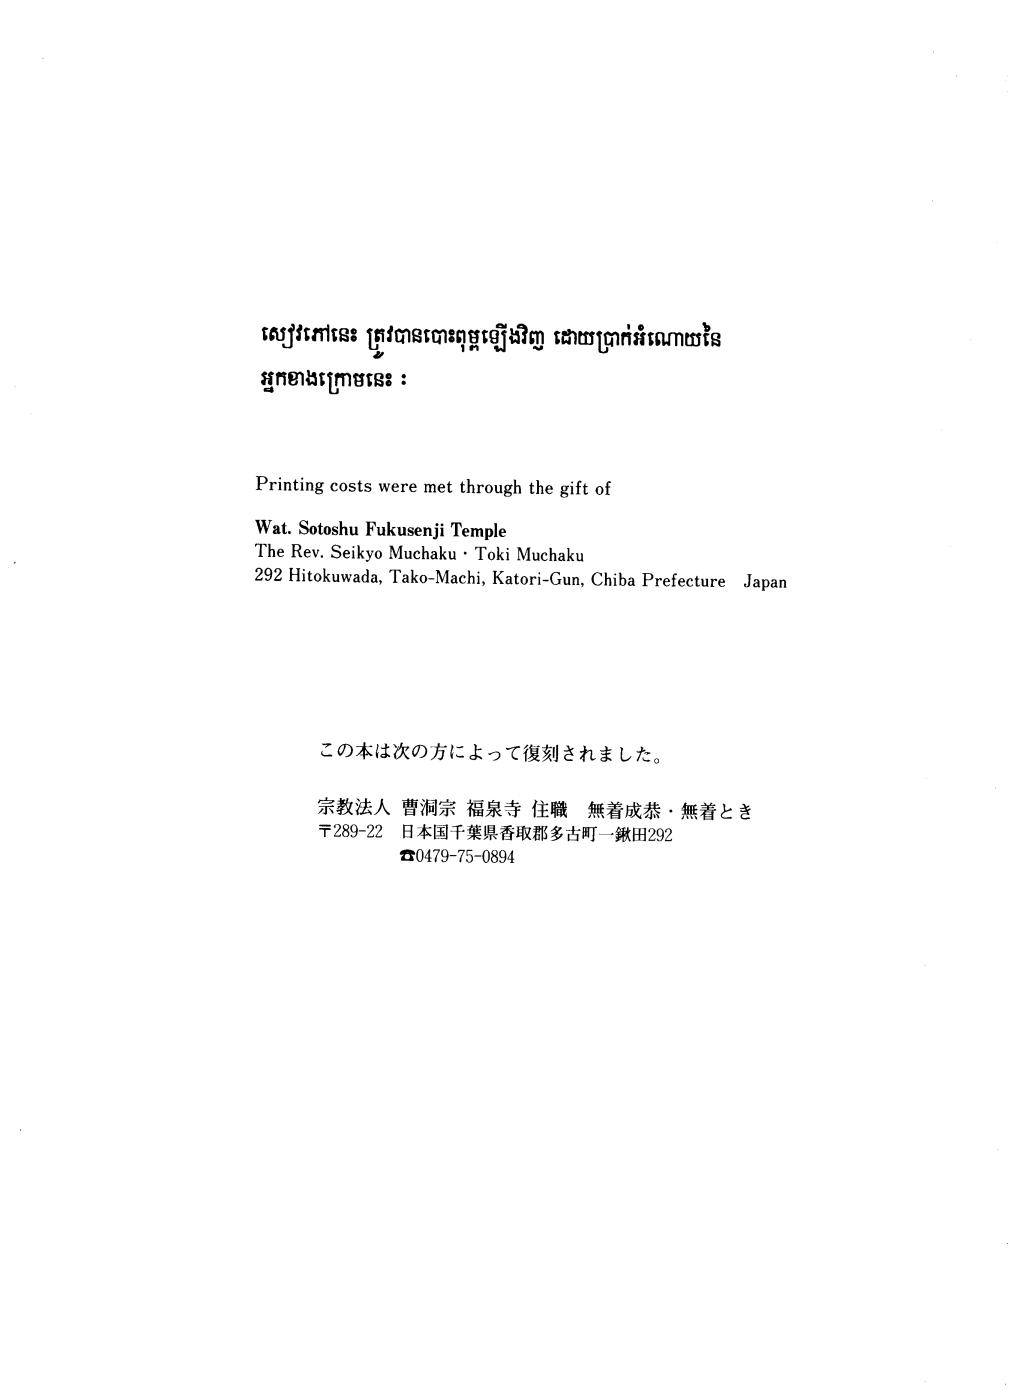 សៀវភៅនេះ ត្រូវបានបោះពុម្ពឡើងវិញ ដោយប្រាក់អំណោយនៃ
អ្នកខាងក្រោមនេះ :
Printing costs were met through the gift of
Wat. Sotoshu Fukusenji Temple
The Rev. Seikyo Muchaku・Toki Muchaku
292 Hitokuwada, Tako-Machi, Katori-Gun, Chiba Prefecture Japan
この本は次の方によって復刻されました。
宗教法人 曹洞宗 福泉寺 住職 無着成恭・無着とき
〒289-22 日本国千葉県香取郡多古町一鍬田292
☎0479-75-0894